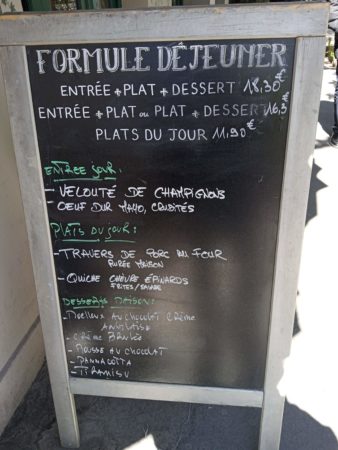 FORMULE DÉJEUNER
ENTRÉE + PLAT + DESSERT 18,30€
ENTRÉE + PLAT OU PLAT + DESSERT 16,30
PLATS DU JOUR 11,90€
ENTRÉE JOUR:
- VELOUTÉ DE CHAMPIGNONS
- OEUF DUR MAYO, CRUDITÉS
PLATS DU JOUR:
- TRAVERS DE PORC AU FOUR
PURÉE MAISON
- QUICHE CHÈVRE ÉPINARDS
FRITES/SALADE
DESSERTS MAISON:
- MOELLEUX AU CHOCOLAT CRÈME
ANGLAISE
- CRÈME BRULÉE
- MOUSSE AU CHOCOLAT
- PANNACOTTA
- TIRAMISU